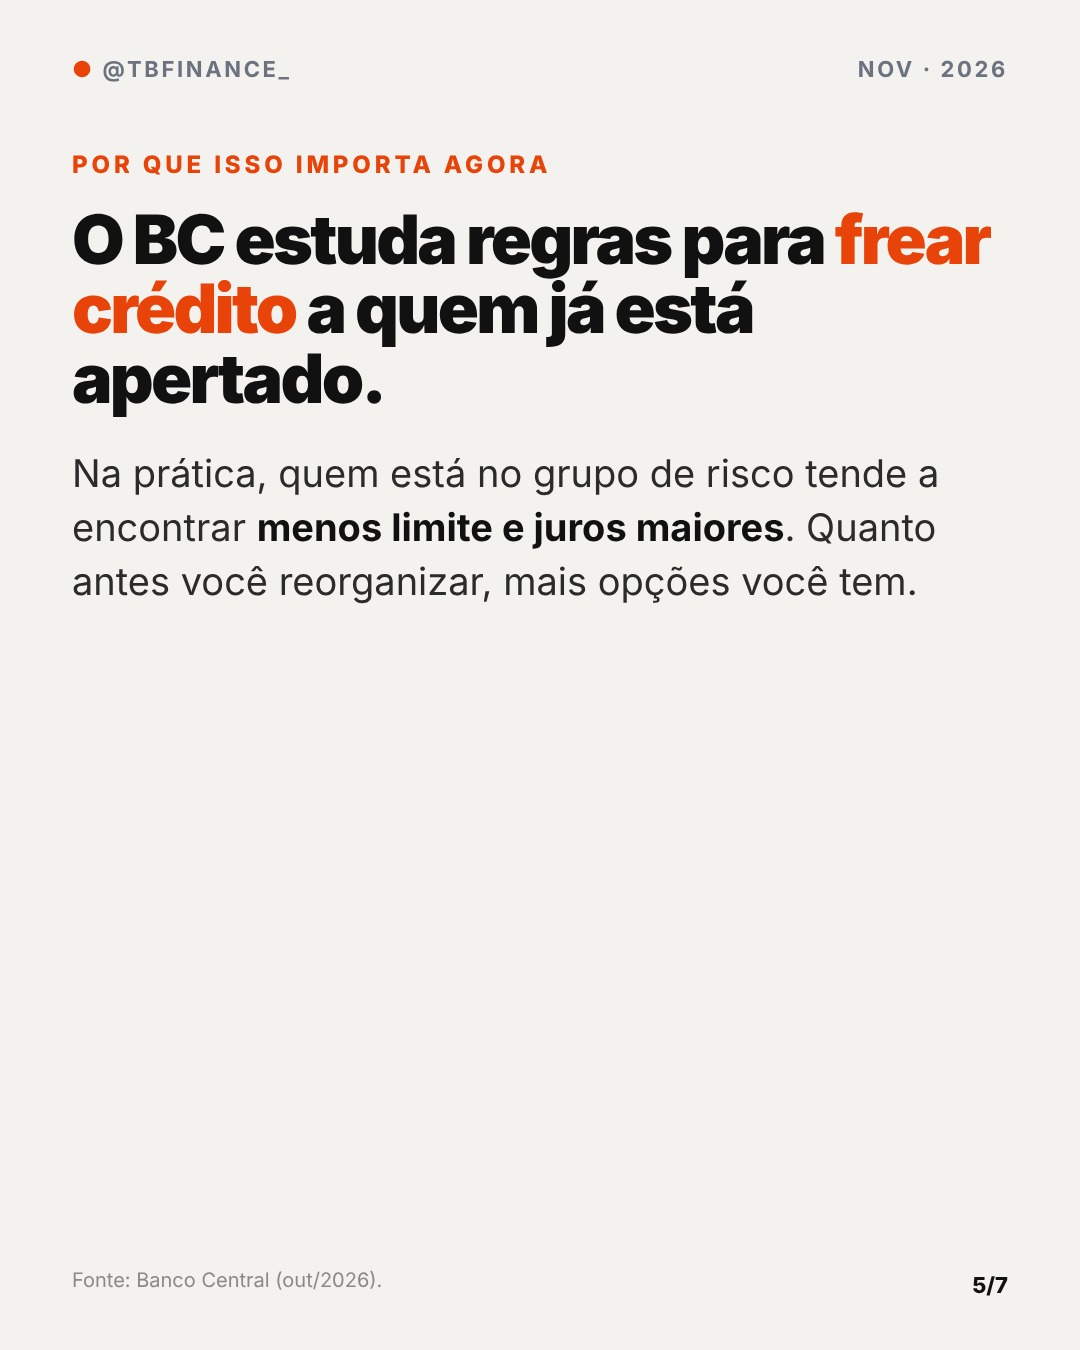 @TBFINANCE_
NOV · 2026
POR QUE ISSO IMPORTA AGORA
O BC estuda regras para frear
crédito a quem já está
apertado.
Na prática, quem está no grupo de risco tende a
encontrar menos limite e juros maiores. Quanto
antes você reorganizar, mais opções você tem.
Fonte: Banco Central (out/2026).
5/7